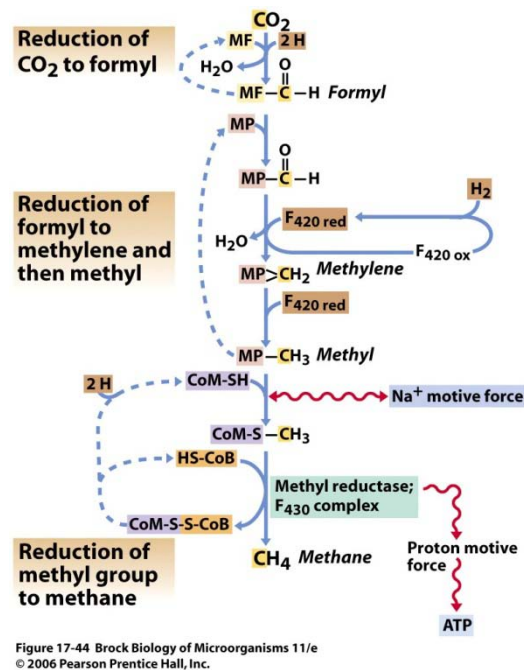 Reduction of
CO2 to formyl
CO2
MF
2 H
H2O
O
MF–C–H Formyl
MP
O
MP–C–H
Reduction of
formyl to
methylene and
then methyl
H2
F420 red
H2O
F420 ox
MP>CH2 Methylene
F420 red
MP–CH3 Methyl
2 H
CoM-SH
Na+ motive force
CoM-S–CH3
HS-CoB
Methyl reductase;
F430 complex
CoM-S-S-CoB
Reduction of
methyl group
to methane
CH4 Methane
Proton motive
force
ATP
Figure 17-44 Brock Biology of Microorganisms 11/e
© 2006 Pearson Prentice Hall, Inc.